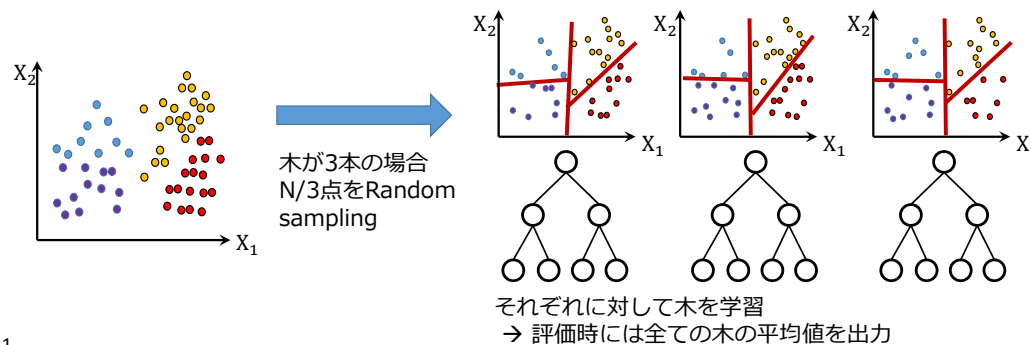 X2
X1
木が3本の場合
N/3点をRandom
sampling
X2
X1
X2
X1
X2
X1
それぞれに対して木を学習
→ 評価時には全ての木の平均値を出力
1